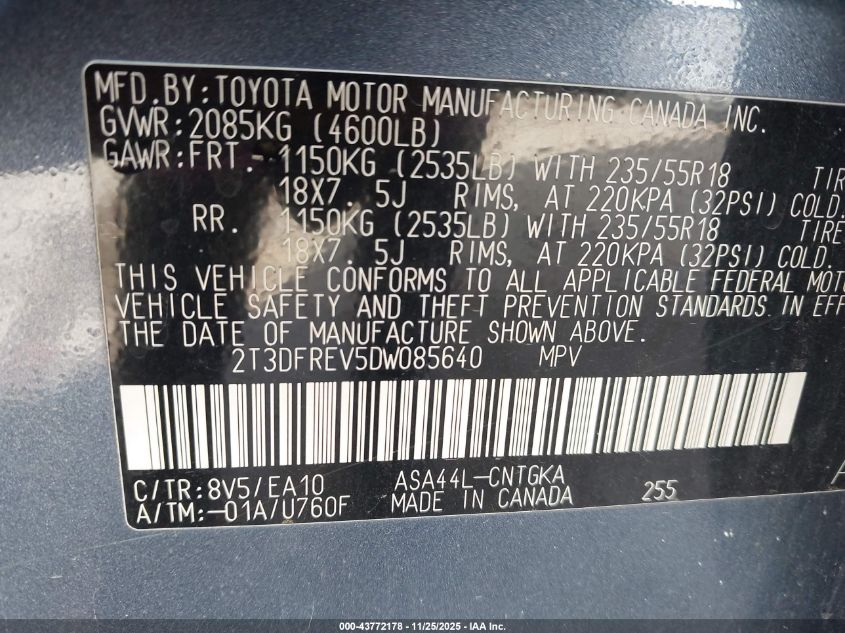 MFD.BY:TOYOTA MOTOR MANUFACTURING CANADA INC.
GVWR:2085KG (4600LB)
GAWR:FRT. 1150KG (2535LB) WITH 235/55R18 TIRE
18X7. 5J RIMS, AT 220KPA (32PSI) COLD.
RR. 1150KG (2535LB) WITH 235/55R18 TIRE
18X7. 5J RIMS, AT 220KPA (32PSI) COLD.
THIS VEHICLE CONFORMS TO ALL APPLICABLE FEDERAL MOTO
VEHICLE SAFETY AND THEFT PREVENTION STANDARDS IN EFF
THE DATE OF MANUFACTURE SHOWN ABOVE.
2T3DFREV5DW085640 MPV
C/TR:8V5/EA10 ASA44L-CNTGKA 255
A/TM:-01A/U760F MADE IN CANADA
000-43772178 - 11/25/2025 - IAA Inc.